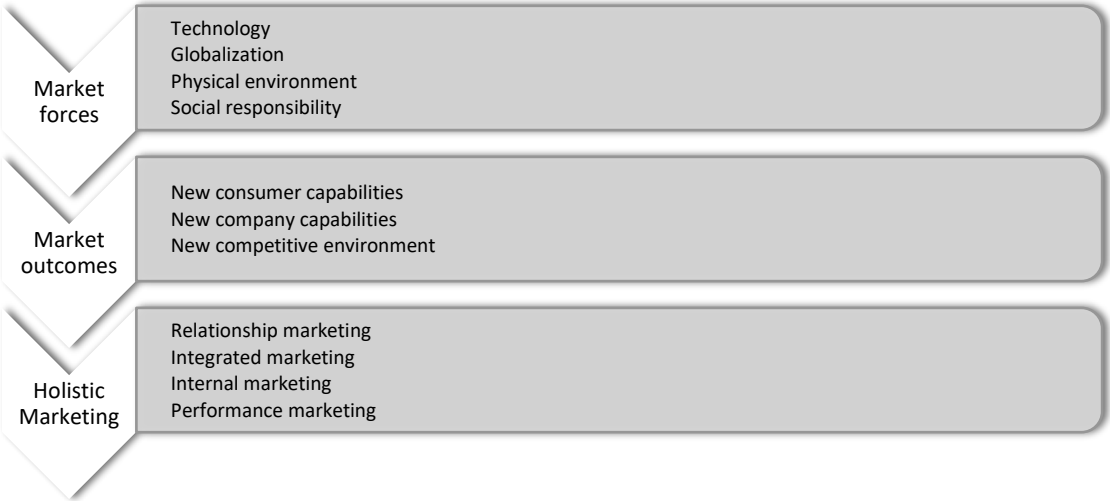 Market
forces
Technology
Globalization
Physical environment
Social responsibility
Market
outcomes
New consumer capabilities
New company capabilities
New competitive environment
Holistic
Marketing
Relationship marketing
Integrated marketing
Internal marketing
Performance marketing